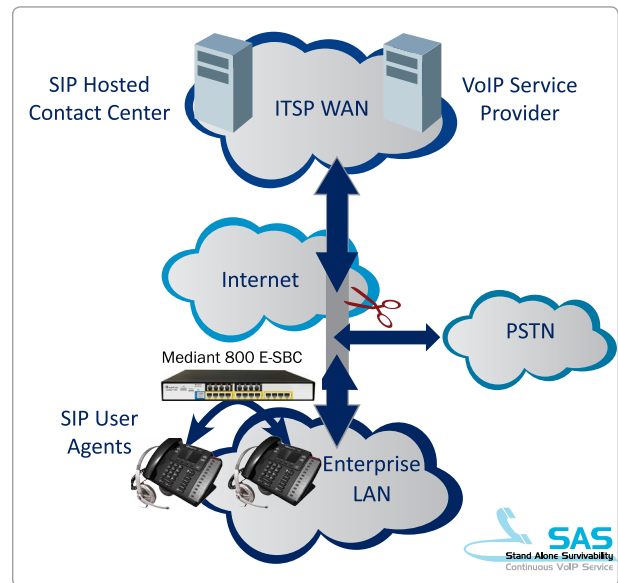 SIP Hosted
Contact Center
ITSP WAN
VoIP Service
Provider
Internet
PSTN
Mediant 800 E-SBC
SIP User
Agents
Enterprise
LAN
SAS
Stand Alone Survivability
Continuous VoIP Service